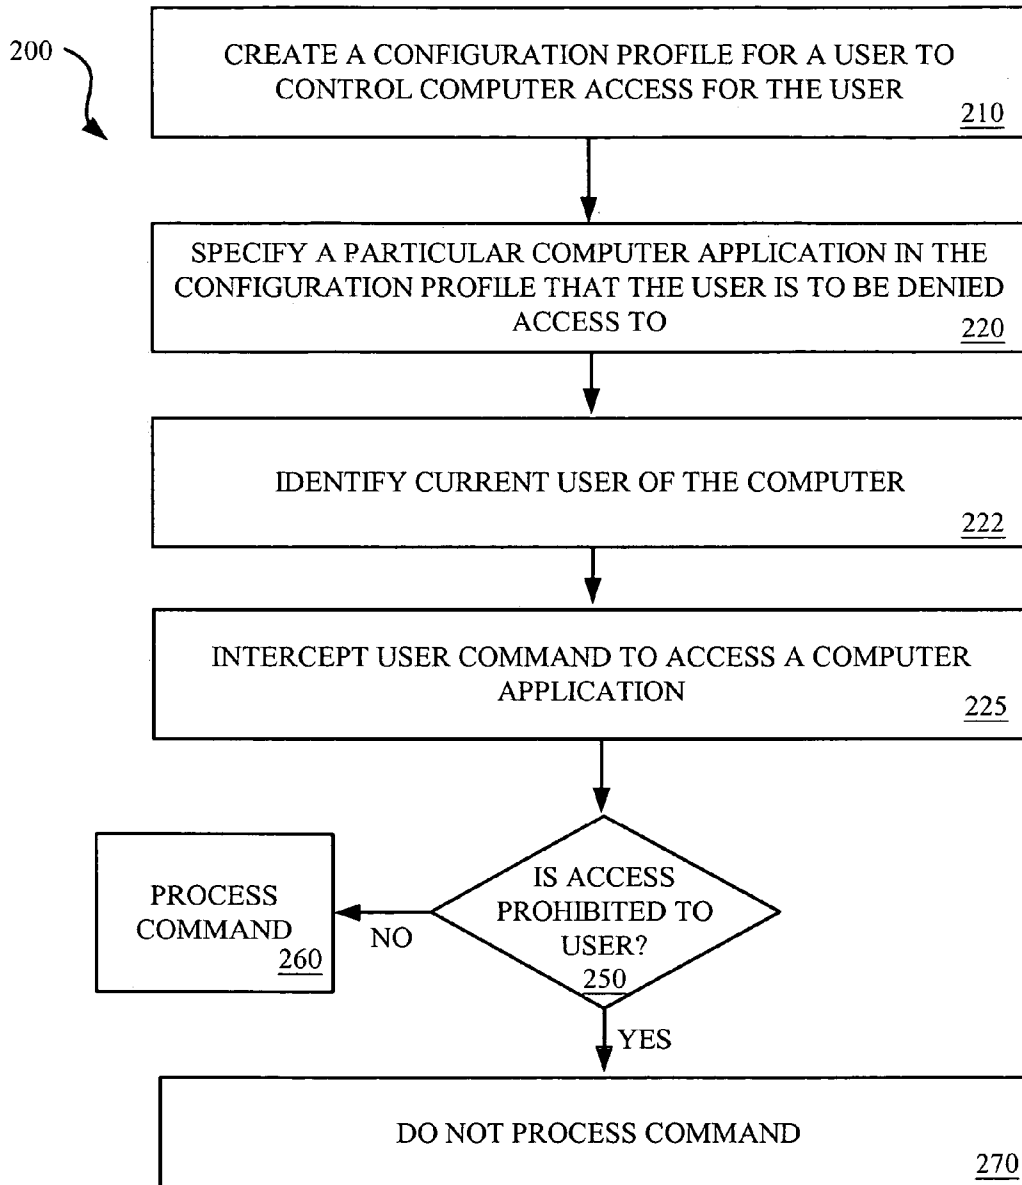 200
CREATE A CONFIGURATION PROFILE FOR A USER TO
CONTROL COMPUTER ACCESS FOR THE USER
210
SPECIFY A PARTICULAR COMPUTER APPLICATION IN THE
CONFIGURATION PROFILE THAT THE USER IS TO BE DENIED
ACCESS TO
220
IDENTIFY CURRENT USER OF THE COMPUTER
222
INTERCEPT USER COMMAND TO ACCESS A COMPUTER
APPLICATION
225
IS ACCESS
PROHIBITED TO
USER?
250
NO
PROCESS
COMMAND
260
YES
DO NOT PROCESS COMMAND
270